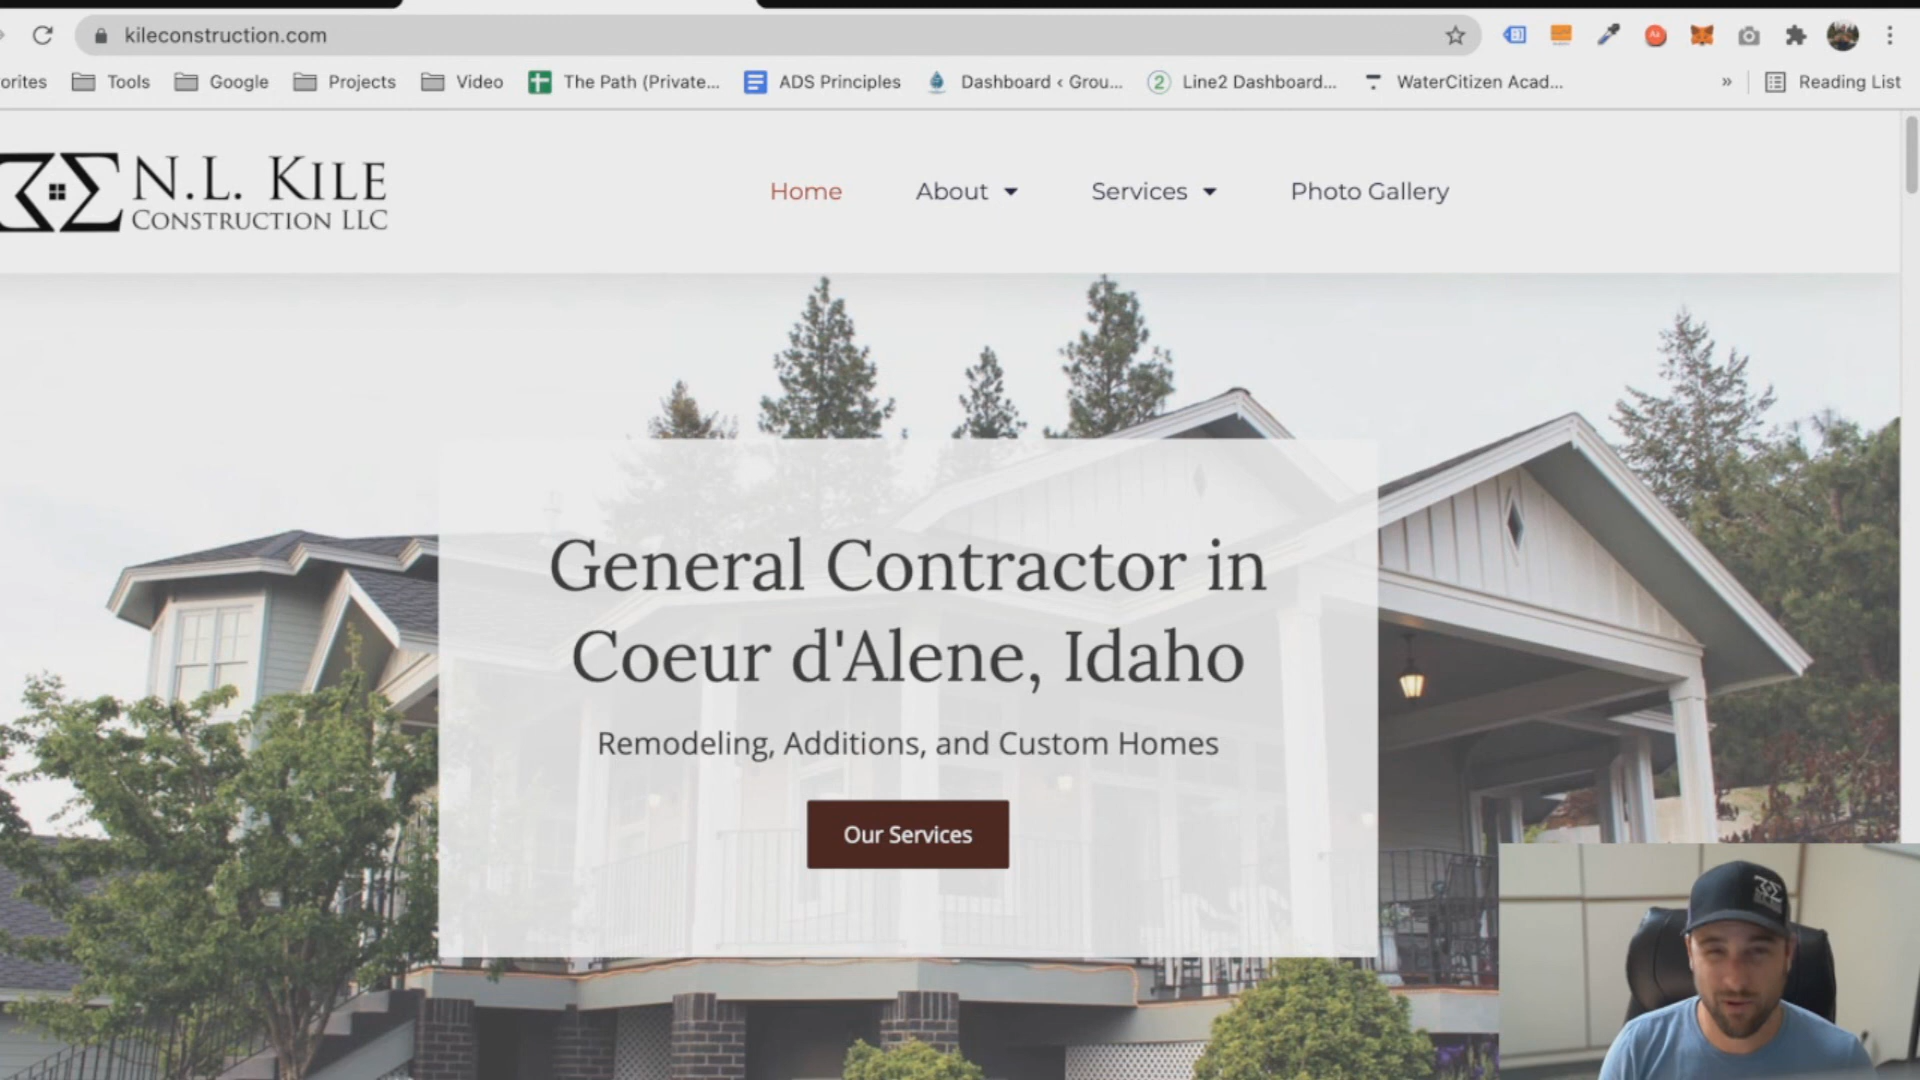 kileconstruction.com
orites Tools Google Projects Video The Path (Private... ADS Principles Dashboard ‹ Grou... 2 Line2 Dashboard... WaterCitizen Acad... » Reading List
N.L. KILE
CONSTRUCTION LLC
Home About Services Photo Gallery
General Contractor in
Coeur d'Alene, Idaho
Remodeling, Additions, and Custom Homes
Our Services